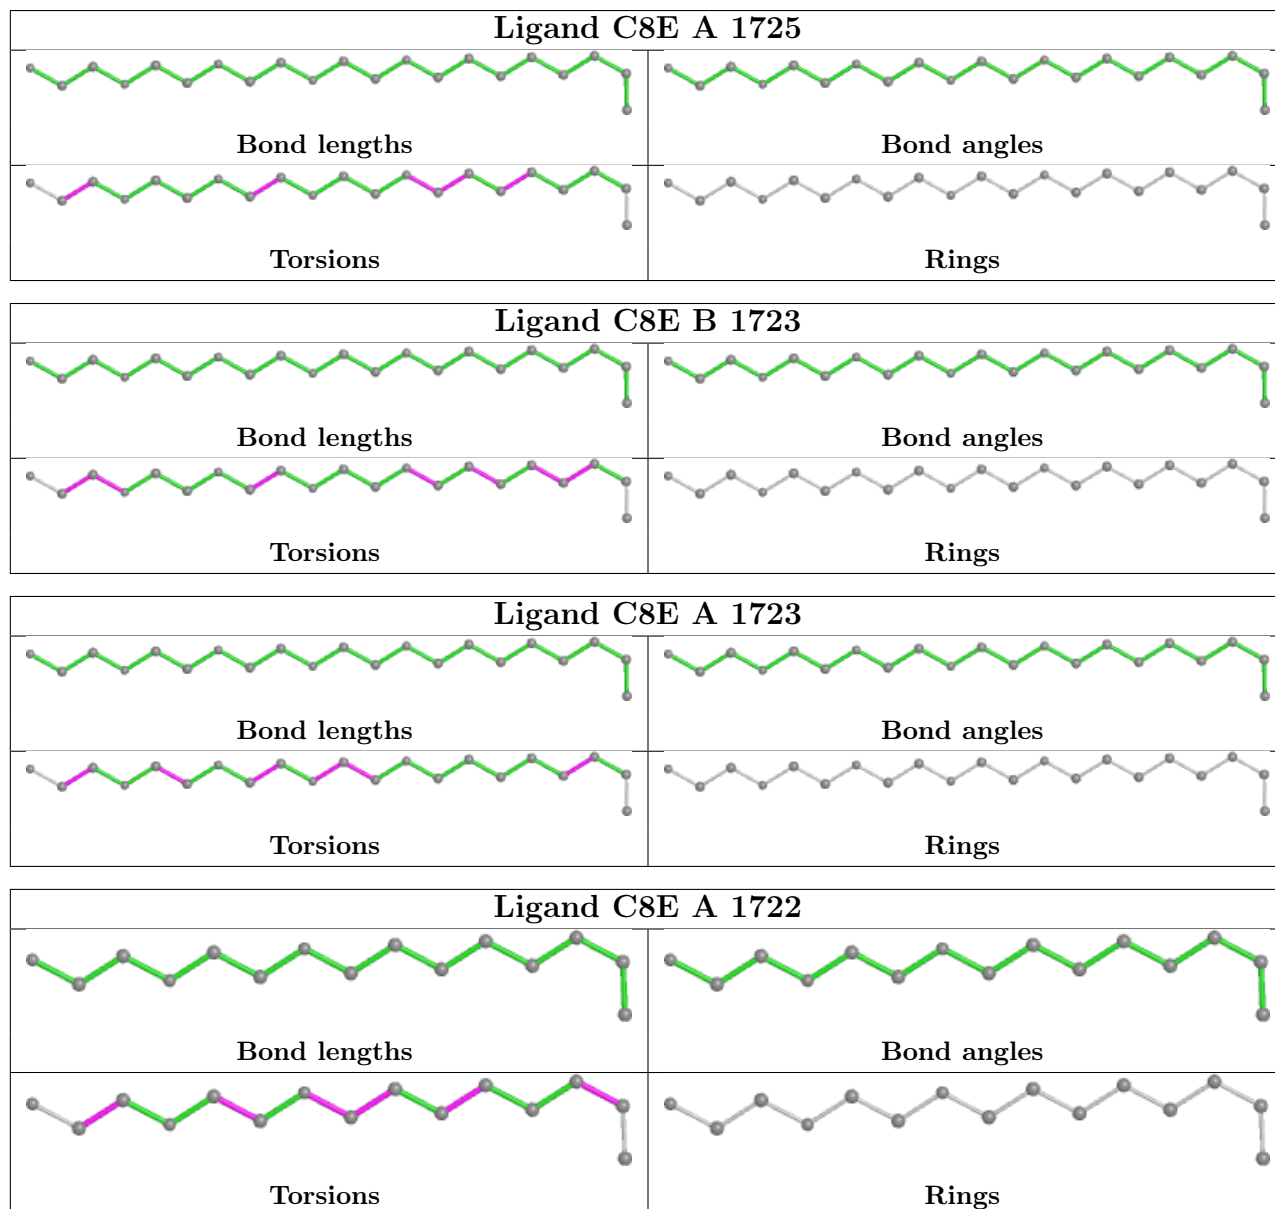 Ligand C8E A 1725
Bond lengths Bond angles
Torsions Rings
Ligand C8E B 1723
Bond lengths Bond angles
Torsions Rings
Ligand C8E A 1723
Bond lengths Bond angles
Torsions Rings
Ligand C8E A 1722
Bond lengths Bond angles
Torsions Rings